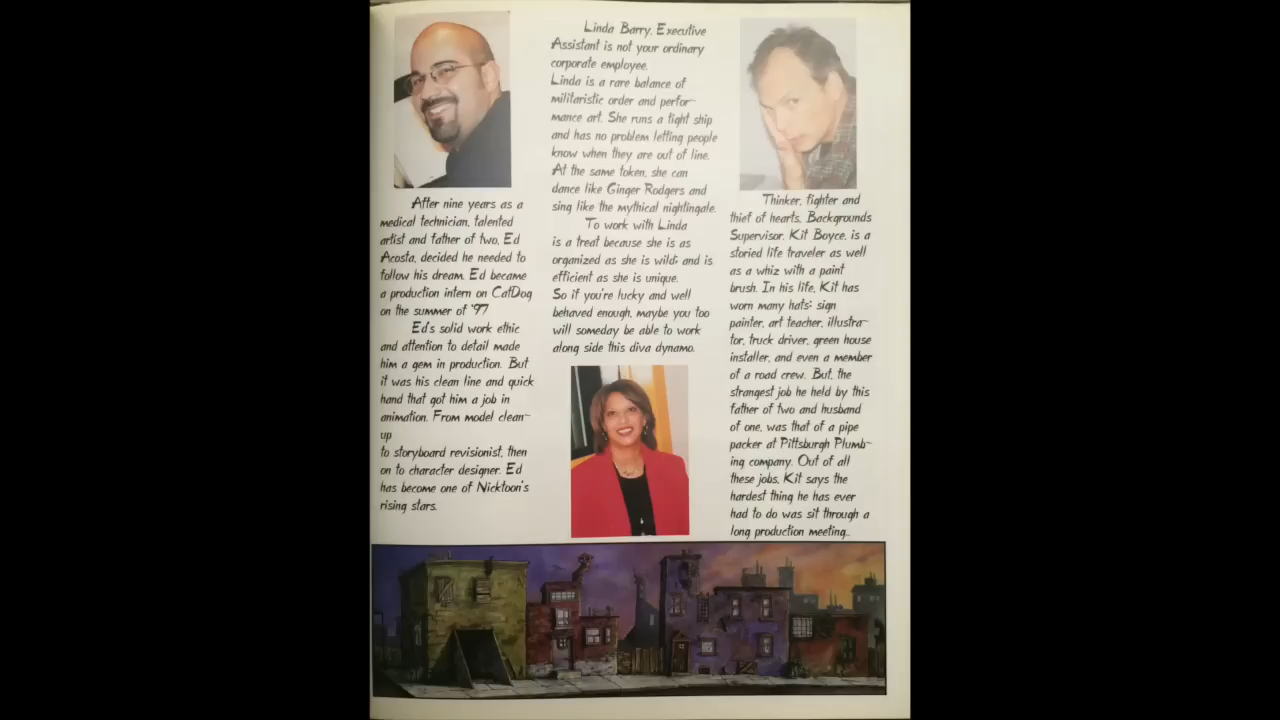 After nine years as a
medical technician, talented
artist and father of two, Ed
Acosta, decided he needed to
follow his dream. Ed became
a production intern on CatDog
on the summer of '97
Ed's solid work ethic
and attention to detail made
him a gem in production. But
it was his clean line and quick
hand that got him a job in
animation. From model clean-
up
to storyboard revisionist, then
on to character designer. Ed
has become one of Nicktoon's
rising stars.
Linda Barry, Executive
Assistant is not your ordinary
corporate employee.
Linda is a rare balance of
militaristic order and perfor-
mance art. She runs a tight ship
and has no problem letting people
know when they are out of line.
At the same token, she can
dance like Ginger Rodgers and
sing like the mythical nightingale.
To work with Linda
is a treat because she is as
organized as she is wild; and is
efficient as she is unique.
So if you're lucky and well
behaved enough, maybe you too
will someday be able to work
along side this diva dynamo.
Thinker, fighter and
thief of hearts, Backgrounds
Supervisor, Kit Boyce, is a
storied life traveler as well
as a whiz with a paint
brush. In his life, Kit has
worn many hats: sign
painter, art teacher, illustra-
tor, truck driver, green house
installer, and even a member
of a road crew. But, the
strangest job he held by this
father of two and husband
of one, was that of a pipe
packer at Pittsburgh Plumb-
ing company. Out of all
these jobs, Kit says the
hardest thing he has ever
had to do was sit through a
long production meeting...